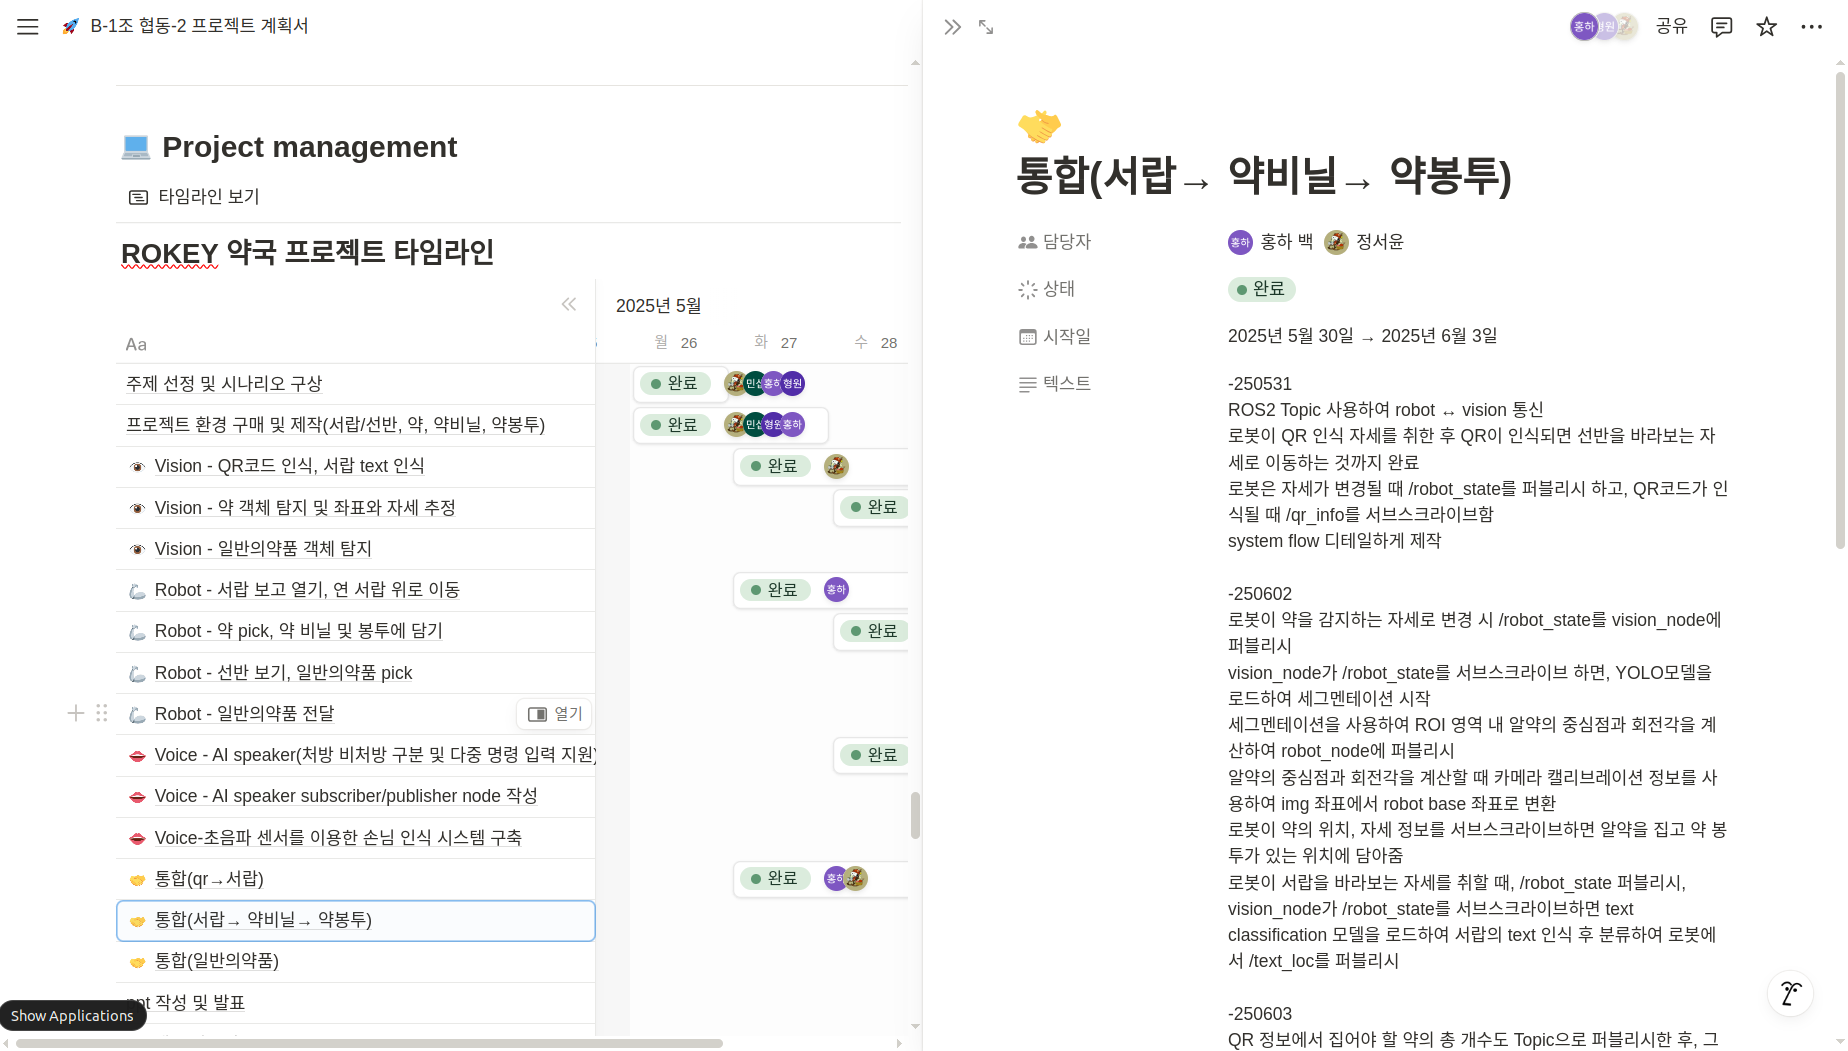 B-1조 협동-2 프로젝트 계획서
Project management
타임라인 보기
ROKEY 약국 프로젝트 타임라인
2025년 5월
Aa
월 26 화 27 수 28
주제 선정 및 시나리오 구상
완료 민섭 홍하 형원
프로젝트 환경 구매 및 제작(서랍/선반, 약, 약비닐, 약봉투)
완료 민섭 형원 홍하
Vision - QR코드 인식, 서랍 text 인식
완료
Vision - 약 객체 탐지 및 좌표와 자세 추정
완료
Vision - 일반의약품 객체 탐지
Robot - 서랍 보고 열기, 연 서랍 위로 이동
완료 홍하
Robot - 약 pick, 약 비닐 및 봉투에 담기
완료
Robot - 선반 보기, 일반의약품 pick
Robot - 일반의약품 전달
열기
Voice - AI speaker(처방 비처방 구분 및 다중 명령 입력 지원)
완료
Voice - AI speaker subscriber/publisher node 작성
Voice-초음파 센서를 이용한 손님 인식 시스템 구축
통합(qr→서랍)
완료 홍하
통합(서랍→ 약비닐→ 약봉투)
통합(일반의약품)
ppt 작성 및 발표
Show Applications
홍하 형원
공유
통합(서랍→ 약비닐→ 약봉투)
담당자 홍하 홍하 백 정서윤
상태 완료
시작일 2025년 5월 30일 → 2025년 6월 3일
텍스트 -250531
ROS2 Topic 사용하여 robot ↔ vision 통신
로봇이 QR 인식 자세를 취한 후 QR이 인식되면 선반을 바라보는 자
세로 이동하는 것까지 완료
로봇은 자세가 변경될 때 /robot_state를 퍼블리시 하고, QR코드가 인
식될 때 /qr_info를 서브스크라이브함
system flow 디테일하게 제작
-250602
로봇이 약을 감지하는 자세로 변경 시 /robot_state를 vision_node에
퍼블리시
vision_node가 /robot_state를 서브스크라이브 하면, YOLO모델을
로드하여 세그멘테이션 시작
세그멘테이션을 사용하여 ROI 영역 내 알약의 중심점과 회전각을 계
산하여 robot_node에 퍼블리시
알약의 중심점과 회전각을 계산할 때 카메라 캘리브레이션 정보를 사
용하여 img 좌표에서 robot base 좌표로 변환
로봇이 약의 위치, 자세 정보를 서브스크라이브하면 알약을 집고 약 봉
투가 있는 위치에 담아줌
로봇이 서랍을 바라보는 자세를 취할 때, /robot_state 퍼블리시,
vision_node가 /robot_state를 서브스크라이브하면 text
classification 모델을 로드하여 서랍의 text 인식 후 분류하여 로봇에
서 /text_loc를 퍼블리시
-250603
QR 정보에서 집어야 할 약의 총 개수도 Topic으로 퍼블리시한 후, 그